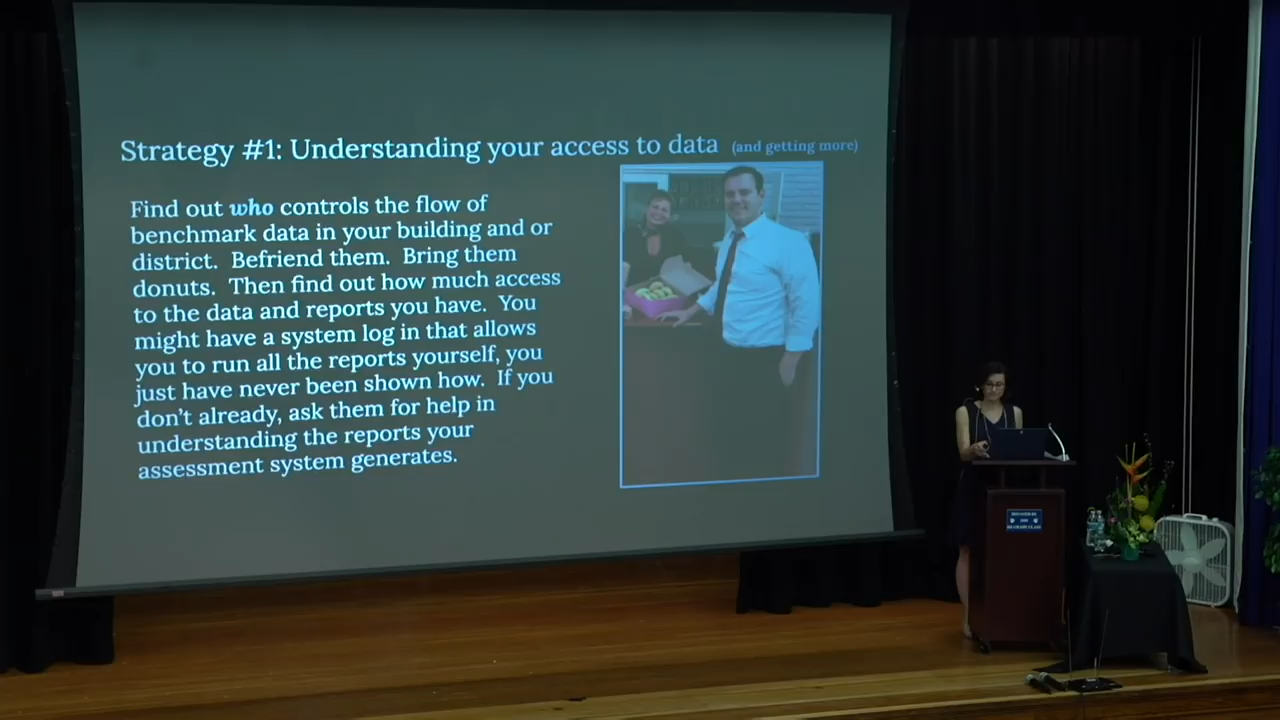 Strategy #1: Understanding your access to data (and getting more)
Find out who controls the flow of
benchmark data in your building and or
district. Befriend them. Bring them
donuts. Then find out how much access
to the data and reports you have. You
might have a system log in that allows
you to run all the reports yourself, you
just have never been shown how. If you
don't already, ask them for help in
understanding the reports your
assessment system generates.